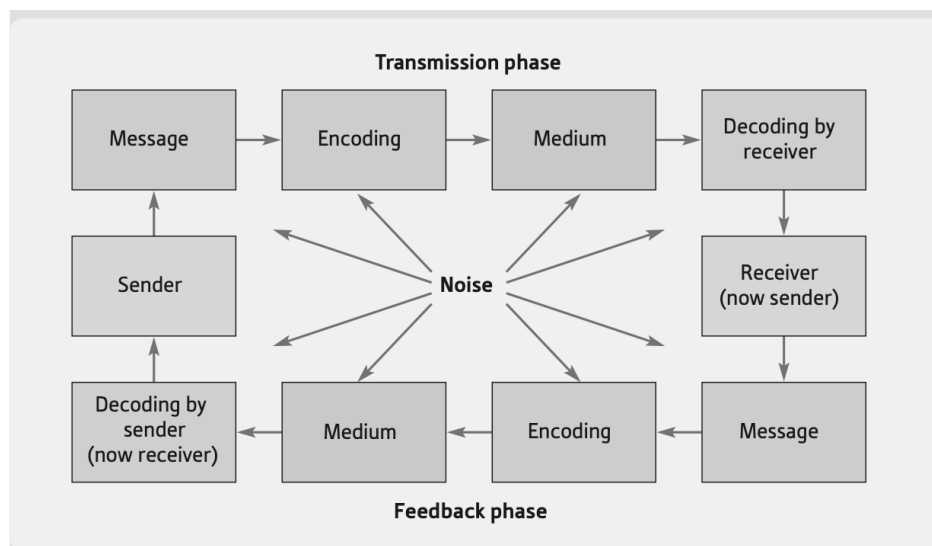 Transmission phase
Message
Encoding
Medium
Decoding by
receiver
Sender
Noise
Receiver
(now sender)
Decoding by
sender
(now receiver)
Medium
Encoding
Message
Feedback phase